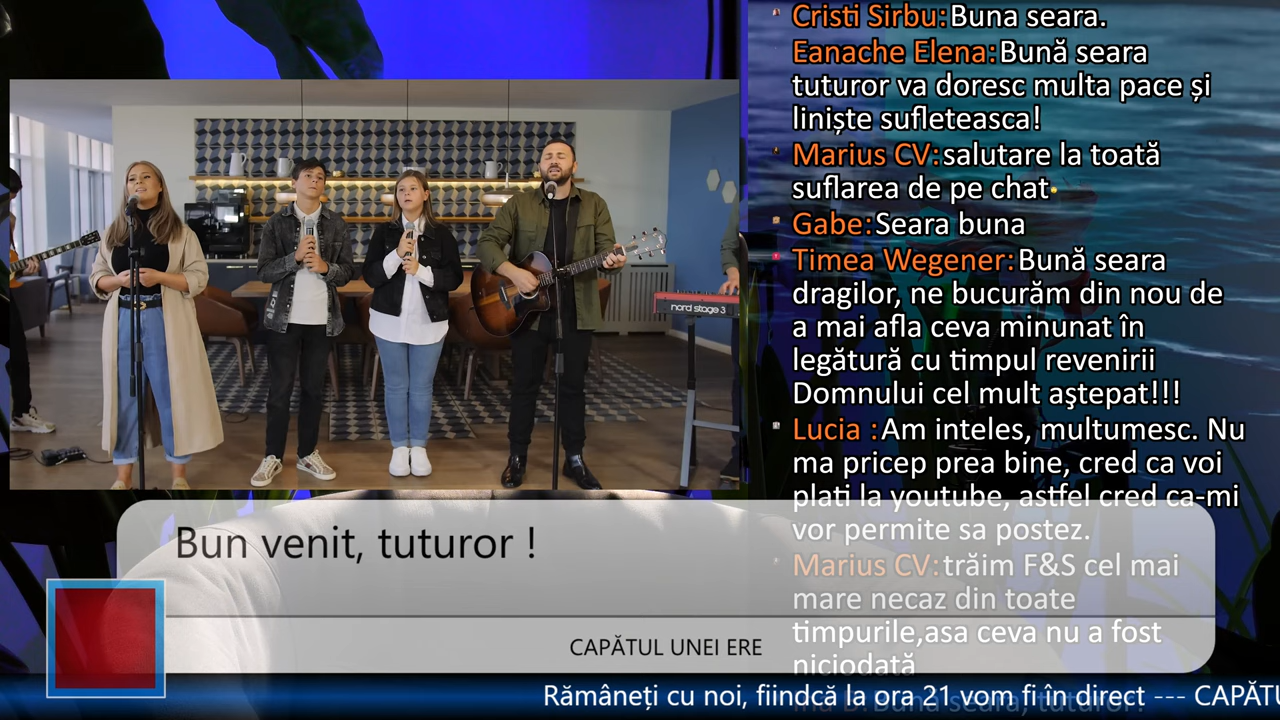 Cristi Sirbu: Buna seara.
Eanache Elena: Bună seara
tuturor va doresc multa pace și
liniște sufleteasca!
Marius CV: salutare la toată
suflarea de pe chat
Gabe: Seara buna
Timea Wegener: Bună seara
dragilor, ne bucurăm din nou de
a mai afla ceva minunat în
legătură cu timpul revenirii
Domnului cel mult aştepat!!!
Lucia : Am inteles, multumesc. Nu
ma pricep prea bine, cred ca voi
plati la youtube, astfel cred ca-mi
vor permite sa postez.
Marius CV: trăim F&S cel mai
mare necaz din toate
timpurile,asa ceva nu a fost
niciodată
nord stage 3
Bun venit, tuturor !
CAPĂTUL UNEI ERE
Rămâneți cu noi, fiindcă la ora 21 vom fi în direct --- CAPĂTU